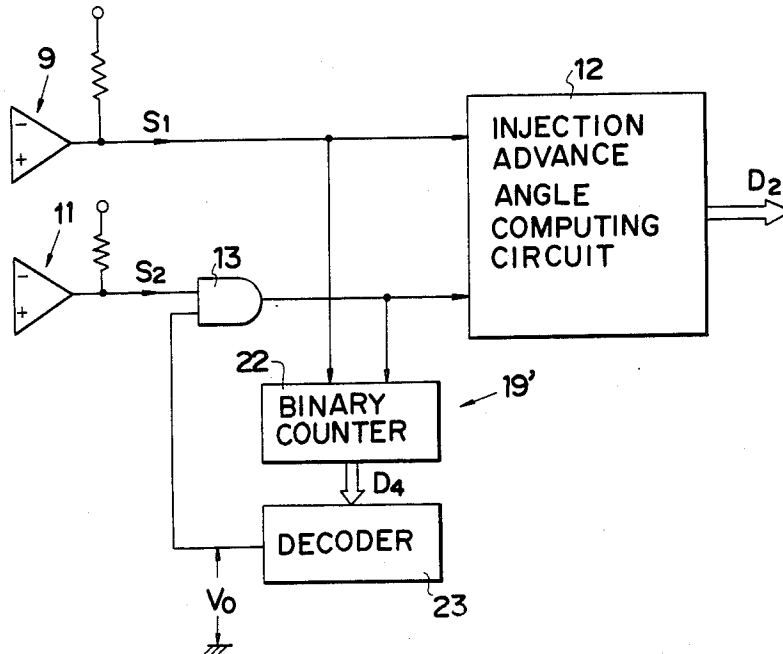 9
S1
12
INJECTION
ADVANCE
ANGLE
COMPUTING
CIRCUIT
D2
11
S2
13
22
BINARY
COUNTER
19'
D4
DECODER
23
V0
-
+
-
+